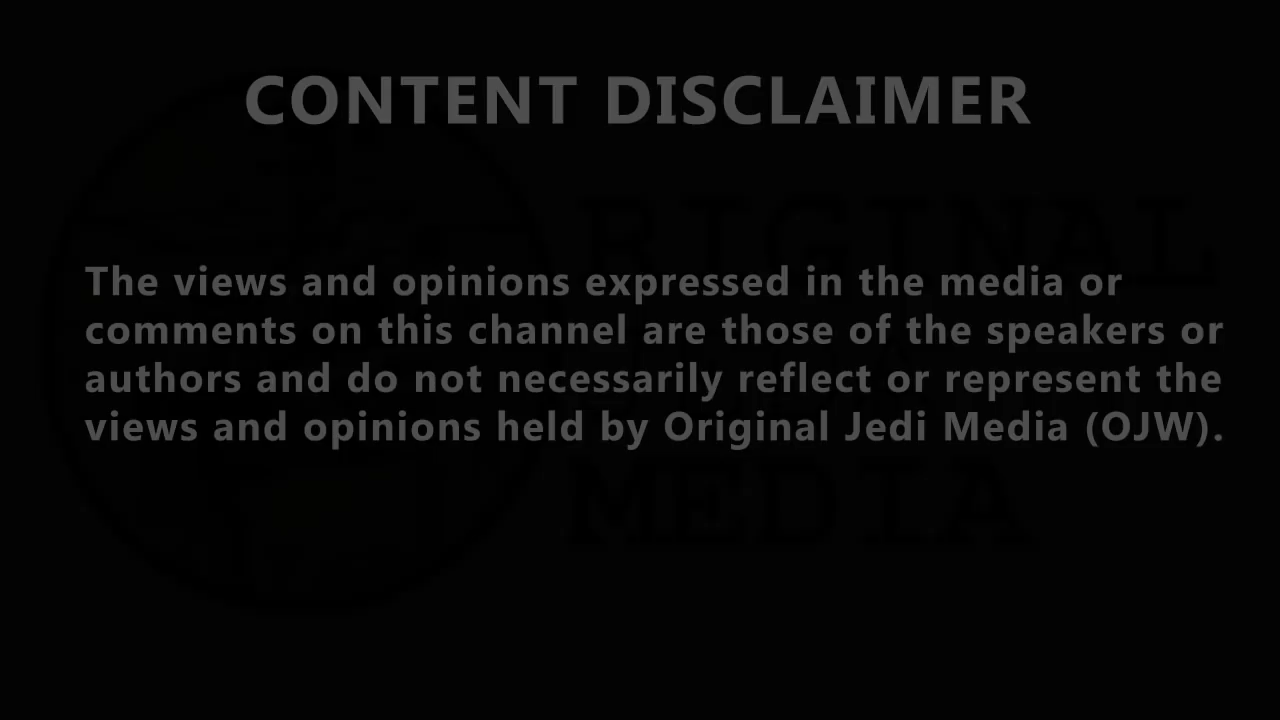 CONTENT DISCLAIMER
The views and opinions expressed in the media or
comments on this channel are those of the speakers or
authors and do not necessarily reflect or represent the
views and opinions held by Original Jedi Media (OJW).
RIGINAL
MEDIA